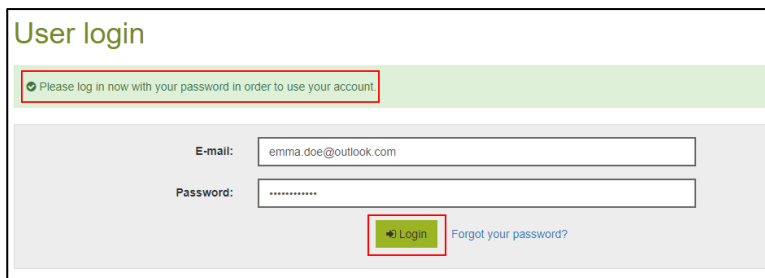 User login
Please log in now with your password in order to use your account.
E-mail: emma.doe@outlook.com
Password: ••••••••••••
Login Forgot your password?